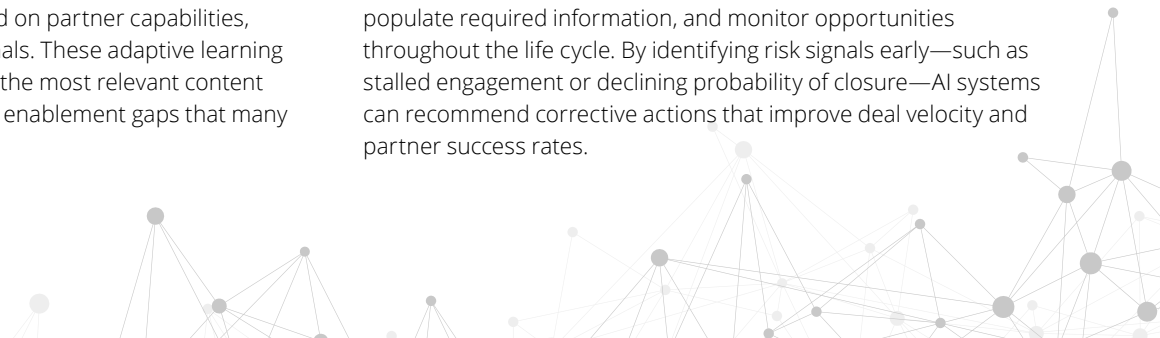 d on partner capabilities,
als. These adaptive learning
the most relevant content
enablement gaps that many
populate required information, and monitor opportunities
throughout the life cycle. By identifying risk signals early—such as
stalled engagement or declining probability of closure—AI systems
can recommend corrective actions that improve deal velocity and
partner success rates.